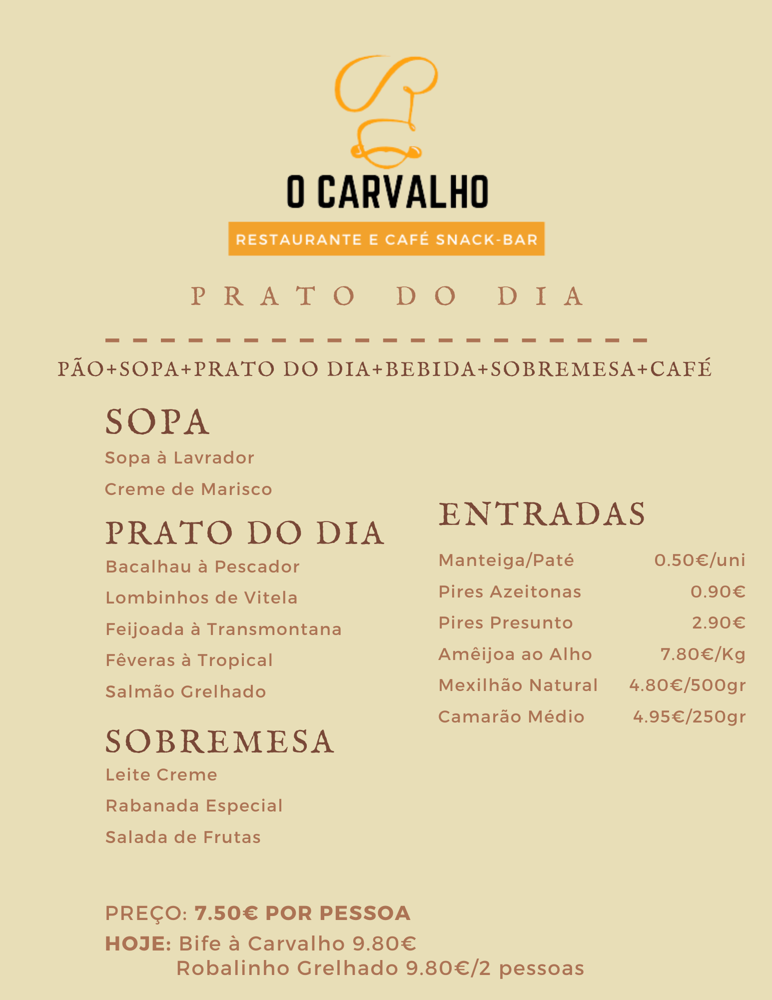 O CARVALHO
RESTAURANTE E CAFÉ SNACK-BAR
PRATO DO DIA
PÃO+SOPA+PRATO DO DIA+BEBIDA+SOBREMESA+CAFÉ
SOPA
Sopa à Lavrador
Creme de Marisco
PRATO DO DIA
Bacalhau à Pescador
Lombinhos de Vitela
Feijoada à Transmontana
Fêveras à Tropical
Salmão Grelhado
SOBREMESA
Leite Creme
Rabanada Especial
Salada de Frutas
ENTRADAS
Manteiga/Paté 0.50€/uni
Pires Azeitonas 0.90€
Pires Presunto 2.90€
Amêijoa ao Alho 7.80€/Kg
Mexilhão Natural 4.80€/500gr
Camarão Médio 4.95€/250gr
PREÇO: 7.50€ POR PESSOA
HOJE: Bife à Carvalho 9.80€
Robalinho Grelhado 9.80€/2 pessoas